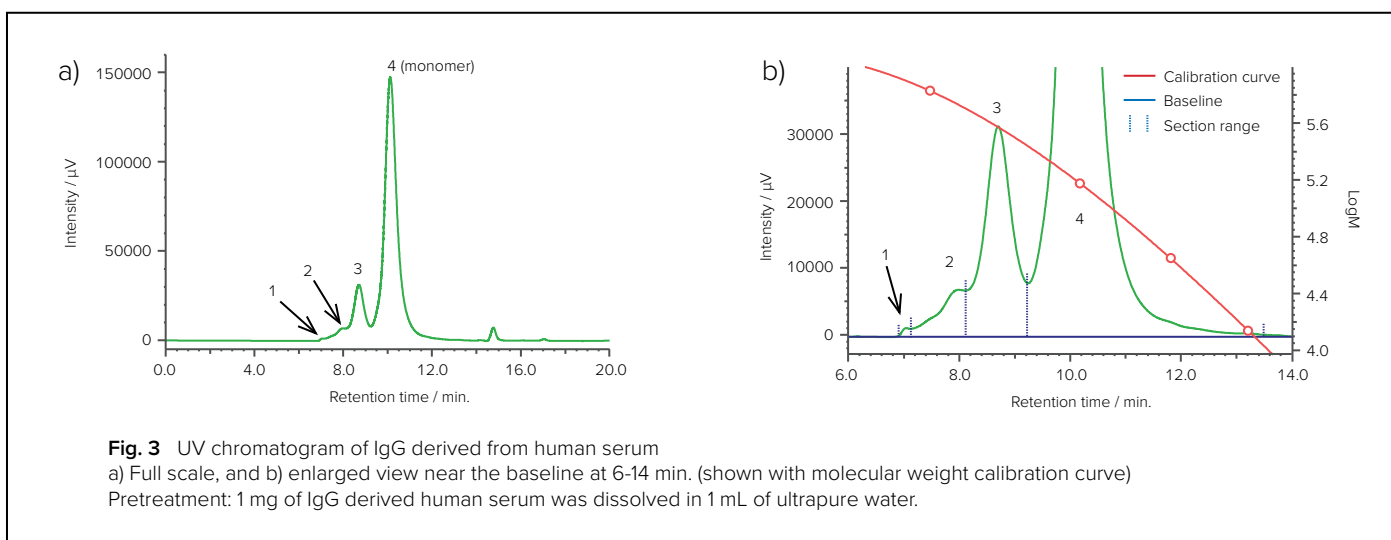 a)
4 (monomer)
150000
100000
50000
0
Intensity / µV
1
2
3
0.0 4.0 8.0 12.0 16.0 20.0
Retention time / min.
b)
Calibration curve
Baseline
Section range
30000
20000
10000
0
Intensity / µV
1
2
3
4
5.6
5.2
4.8
4.4
4.0
LogM
6.0 8.0 10.0 12.0 14.0
Retention time / min.
Fig. 3 UV chromatogram of IgG derived from human serum
a) Full scale, and b) enlarged view near the baseline at 6-14 min. (shown with molecular weight calibration curve)
Pretreatment: 1 mg of IgG derived human serum was dissolved in 1 mL of ultrapure water.